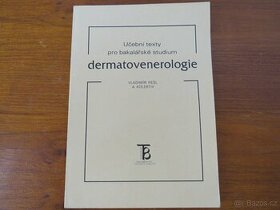 Učební texty
pro bakalářské studium
dermatovenerologie
VLADIMÍR RESL
A KOLEKTIV